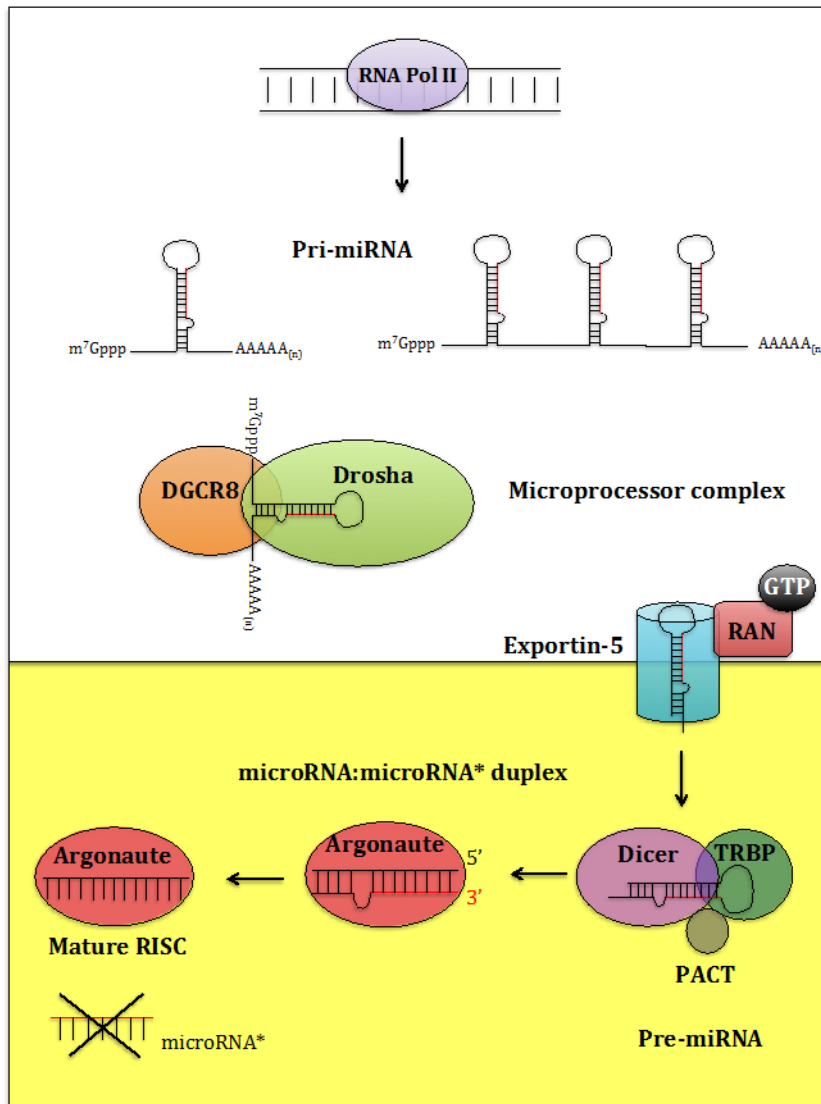 RNA Pol II
Pri-miRNA
m⁷Gppp
AAAAA(n)
m⁷Gppp
AAAAA(n
m⁷Gppp
DGCR8
Drosha
Microprocessor complex
AAAAA(n)
GTP
RAN
Exportin-5
microRNA:microRNA* duplex
Argonaute
Argonaute
5’
3’
Dicer
TRBP
Mature RISC
PACT
microRNA*
Pre-miRNA